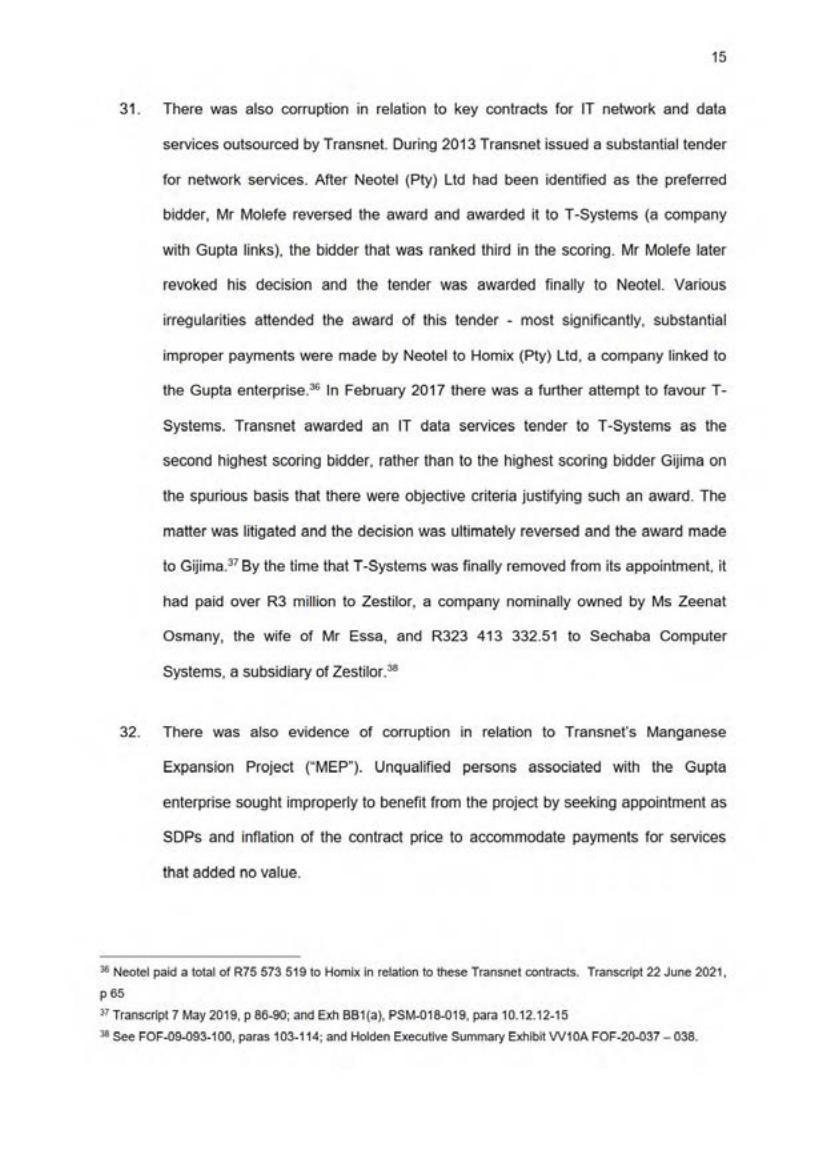 15
31. There was also corruption in relation to key contracts for IT network and data
services outsourced by Transnet. During 2013 Transnet issued a substantial tender
for network services. After Neotel (Pty) Ltd had been identified as the preferred
bidder, Mr Molefe reversed the award and awarded it to T-Systems (a company
with Gupta links), the bidder that was ranked third in the scoring. Mr Molefe later
revoked his decision and the tender was awarded finally to Neotel. Various
irregularities attended the award of this tender - most significantly, substantial
improper payments were made by Neotel to Homix (Pty) Ltd, a company linked to
the Gupta enterprise.³⁶ In February 2017 there was a further attempt to favour T-
Systems. Transnet awarded an IT data services tender to T-Systems as the
second highest scoring bidder, rather than to the highest scoring bidder Gijima on
the spurious basis that there were objective criteria justifying such an award. The
matter was litigated and the decision was ultimately reversed and the award made
to Gijima.³⁷ By the time that T-Systems was finally removed from its appointment, it
had paid over R3 million to Zestilor, a company nominally owned by Ms Zeenat
Osmany, the wife of Mr Essa, and R323 413 332.51 to Sechaba Computer
Systems, a subsidiary of Zestilor.³⁸
32. There was also evidence of corruption in relation to Transnet's Manganese
Expansion Project ("MEP"). Unqualified persons associated with the Gupta
enterprise sought improperly to benefit from the project by seeking appointment as
SDPs and inflation of the contract price to accommodate payments for services
that added no value.
³⁶ Neotel paid a total of R75 573 519 to Homix in relation to these Transnet contracts. Transcript 22 June 2021,
p 65
³⁷ Transcript 7 May 2019, p 86-90; and Exh BB1(a), PSM-018-019, para 10.12.12-15
³⁸ See FOF-09-093-100, paras 103-114; and Holden Executive Summary Exhibit VV10A FOF-20-037 – 038.